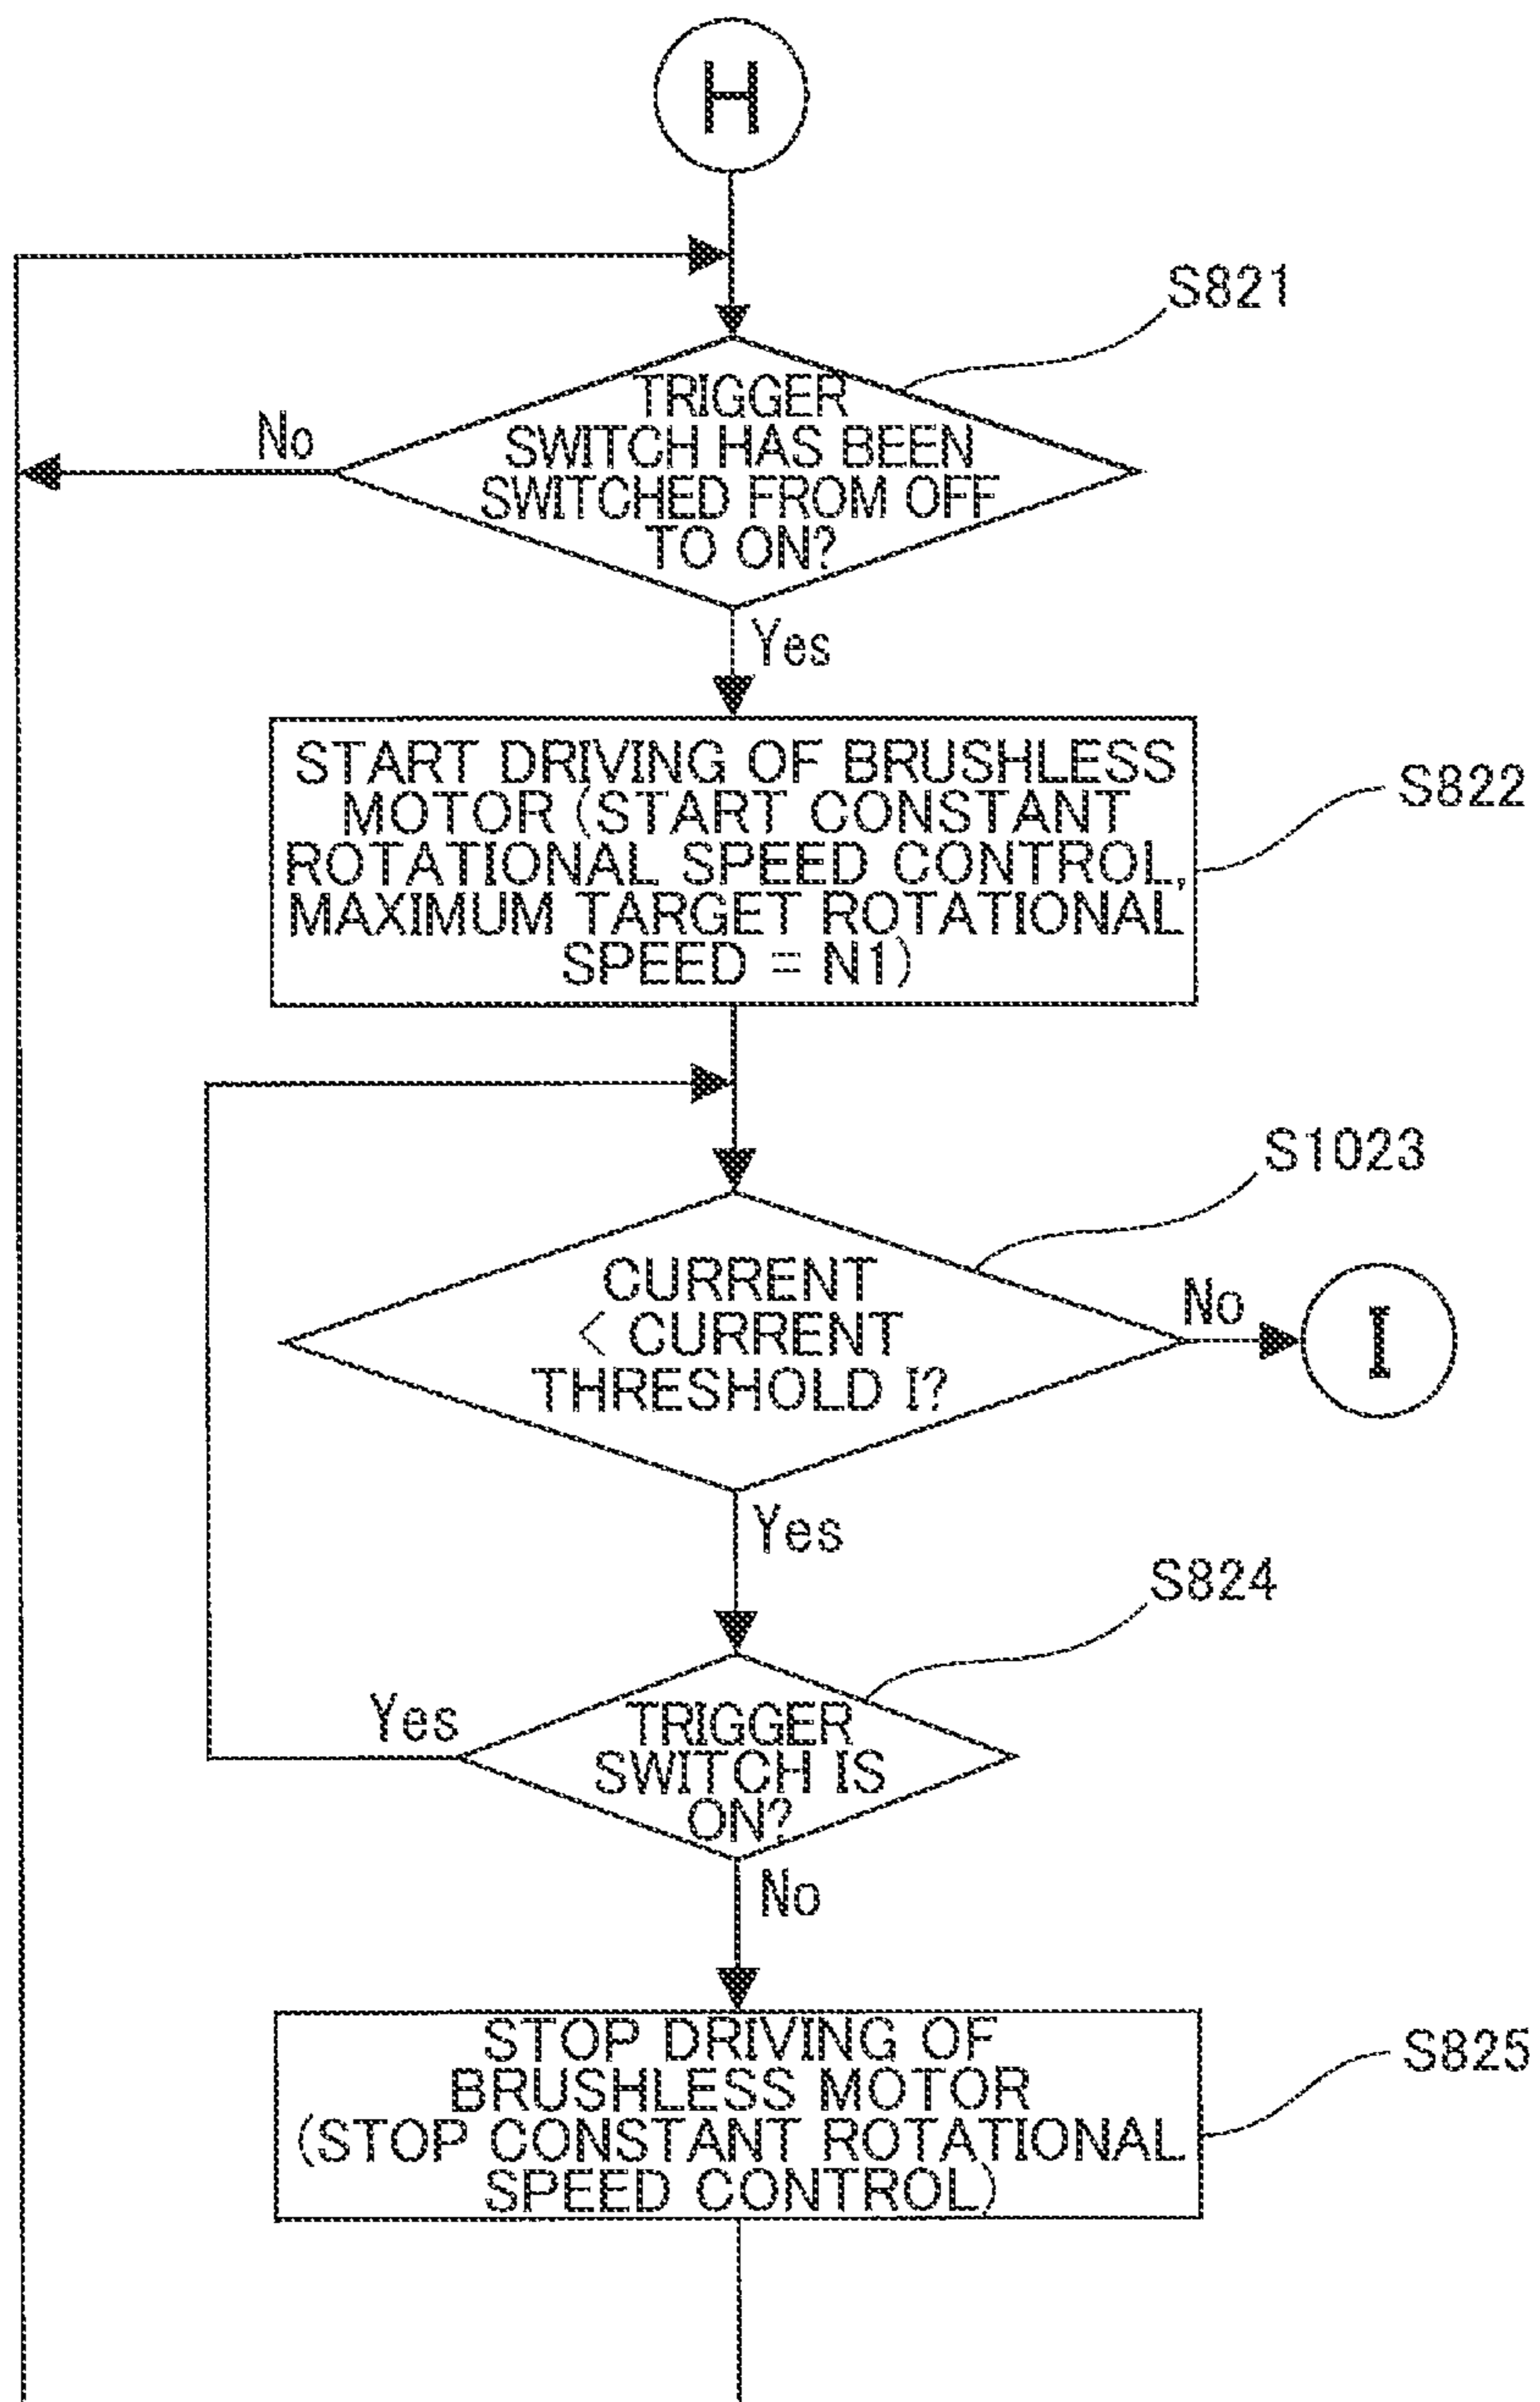 H
S821
TRIGGER
SWITCH HAS BEEN
SWITCHED FROM OFF
TO ON?
No
Yes
START DRIVING OF BRUSHLESS
MOTOR (START CONSTANT
ROTATIONAL SPEED CONTROL,
MAXIMUM TARGET ROTATIONAL
SPEED = N1)
S822
S1023
CURRENT
< CURRENT
THRESHOLD I?
No
I
Yes
S824
TRIGGER
SWITCH IS
ON?
Yes
No
STOP DRIVING OF
BRUSHLESS MOTOR
(STOP CONSTANT ROTATIONAL
SPEED CONTROL)
S825